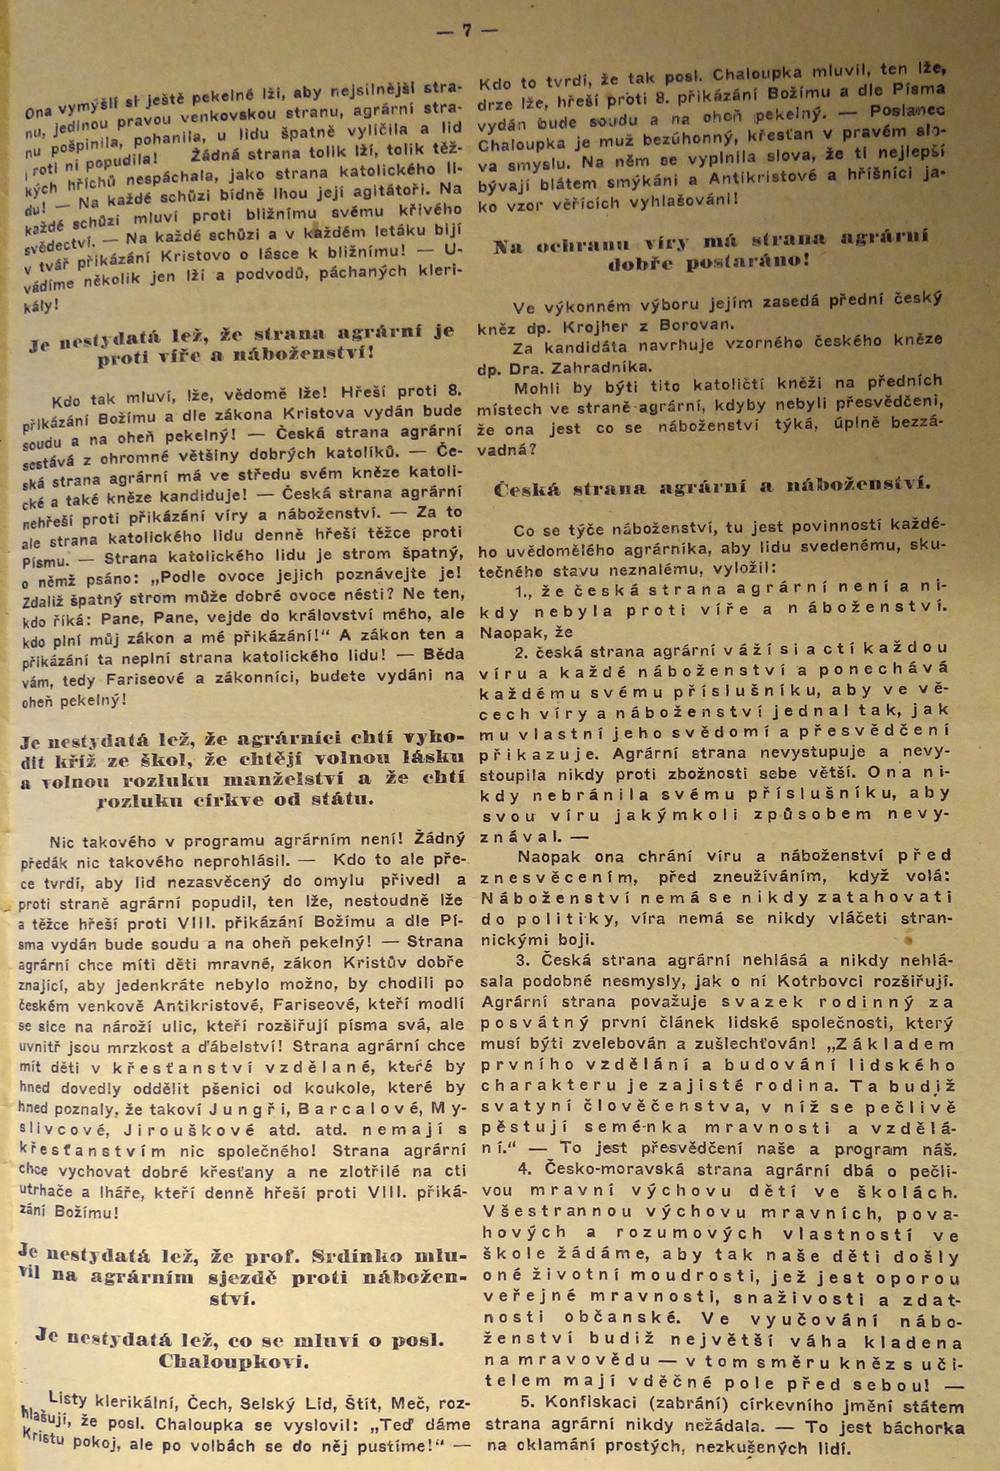 — 7 —
Ona vymýšlí si ještě pekelné lži, aby nejsilnější stra-
nu, jedinou pravou venkovskou stranu, agrární stra-
nu pošpinila, pohanila, u lidu špatně vylíčila a lid
proti ní popudila! Žádná strana tolik lží, tolik těž-
kých hříchů nespáchala, jako strana katolického li-
du! — Na každé schůzi bídně lhou její agitátoři. Na
každé schůzi mluví proti bližnímu svému křivého
svědectví. — Na každé schůzi a v každém letáku bijí
v tvář přikázání Kristovo o lásce k bližnímu! — U-
vádíme několik jen lží a podvodů, páchaných kleri-
kály!
Je nestydatá lež, že strana agrární je
proti víře a náboženství!
Kdo tak mluví, lže, vědomě lže! Hřeší proti 8.
přikázání Božímu a dle zákona Kristova vydán bude
soudu a na oheň pekelný! — Česká strana agrární
sestává z ohromné většiny dobrých katolíků. — Če-
ská strana agrární má ve středu svém kněze katoli-
cké a také kněze kandiduje! — Česká strana agrární
nehřeší proti přikázání víry a náboženství. — Za to
ale strana katolického lidu denně hřeší těžce proti
Písmu. — Strana katolického lidu je strom špatný,
o němž psáno: „Podle ovoce jejich poznávejte je!
Zdaliž špatný strom může dobré ovoce nésti? Ne ten,
kdo říká: Pane, Pane, vejde do království mého, ale
kdo plní můj zákon a mé přikázání!“ A zákon ten a
přikázání ta neplní strana katolického lidu! — Běda
vám, tedy Fariseové a zákonníci, budete vydáni na
oheň pekelný!
Je nestydatá lež, že agrárníci chtí vyho-
dit kříž ze škol, že chtějí volnou lásku
a volnou rozluku manželství a že chtí
rozluku církve od státu.
Nic takového v programu agrárním není! Žádný
předák nic takového neprohlásil. — Kdo to ale pře-
ce tvrdí, aby lid nezasvěcený do omylu přivedl a
proti straně agrární popudil, ten lže, nestoudně lže
a těžce hřeší proti VIII. přikázání Božímu a dle Pí-
sma vydán bude soudu a na oheň pekelný! — Strana
agrární chce míti děti mravné, zákon Kristův dobře
znající, aby jedenkráte nebylo možno, by chodili po
českém venkově Antikristové, Fariseové, kteří modlí
se sice na nároží ulic, kteří rozšiřují písma svá, ale
uvnitř jsou mrzkost a ďábelství! Strana agrární chce
mít děti v křesťanství vzdělané, které by
hned dovedly oddělit pšenici od koukole, které by
hned poznaly, že takoví Jungři, Barcalové, My-
slivcové, Jirouškové atd. atd. nemají s
křesťanstvím nic společného! Strana agrární
chce vychovat dobré křesťany a ne zlotřilé na cti
utrhače a lháře, kteří denně hřeší proti VIII. přiká-
zání Božímu!
Je nestydatá lež, že prof. Srdínko mlu-
vil na agrárním sjezdě proti nábožen-
ství.
Je nestydatá lež, co se mluví o posl.
Chaloupkovi.
Listy klerikální, Čech, Selský Lid, Štít, Meč, roz-
hlašují, že posl. Chaloupka se vyslovil: „Teď dáme
Kristu pokoj, ale po volbách se do něj pustíme!“ —
Kdo to tvrdí, že tak posl. Chaloupka mluvil, ten lže,
drze lže, hřeší proti 8. přikázání Božímu a dle Písma
vydán bude soudu a na oheň pekelný. — Poslanec
Chaloupka je muž bezúhonný, křesťan v pravém slo-
va smyslu. Na něm se vyplnila slova, že ti nejlepší
bývají blátem smýkáni a Antikristové a hříšníci ja-
ko vzor věřících vyhlašováni!
Na ochranu víry má strana agrární
dobře postaráno!
Ve výkonném výboru jejím zasedá přední český
kněz dp. Krojher z Borovan.
Za kandidáta navrhuje vzorného českého kněze
dp. Dra. Zahradníka.
Mohli by býti tito katoličtí kněží na předních
místech ve straně agrární, kdyby nebyli přesvědčeni,
že ona jest co se náboženství týká, úplně bezzá-
vadná?
Česká strana agrární a náboženství.
Co se týče náboženství, tu jest povinností každé-
ho uvědomělého agrárníka, aby lidu svedenému, sku-
tečného stavu neznalému, vyložil:
1., že česká strana agrární není a ni-
kdy nebyla proti víře a náboženství.
Naopak, že
2. česká strana agrární váží si a ctí každou
víru a každé náboženství a ponechává
každému svému příslušníku, aby ve vě-
cech víry a náboženství jednal tak, jak
mu vlastní jeho svědomí a přesvědčení
přikazuje. Agrární strana nevystupuje a nevy-
stoupila nikdy proti zbožnosti sebe větší. Ona ni-
kdy nebránila svému příslušníku, aby
svou víru jakýmkoli způsobem nevy-
znával. —
Naopak ona chrání víru a náboženství před
znesvěcením, před zneužíváním, když volá:
Náboženství nemá se nikdy zatahovati
do politiky, víra nemá se nikdy vláčeti stran-
nickými boji.
3. Česká strana agrární nehlásá a nikdy nehlá-
sala podobné nesmysly, jak o ní Kotrbovci rozšiřují.
Agrární strana považuje svazek rodinný za
posvátný první článek lidské společnosti, který
musí býti zvelebován a zušlechťován! „Základem
prvního vzdělání a budování lidského
charakteru je zajisté rodina. Ta budiž
svatyní člověčenstva, v níž se pečlivě
pěstují seménka mravnosti a vzdělá-
ní.“ — To jest přesvědčení naše a program náš.
4. Česko-moravská strana agrární dbá o pečli-
vou mravní výchovu dětí ve školách.
Všestrannou výchovu mravních, pova-
hových a rozumových vlastností ve
škole žádáme, aby tak naše děti došly
oné životní moudrosti, jež jest oporou
veřejné mravnosti, snaživosti a zdat-
nosti občanské. Ve vyučování nábo-
ženství budiž největší váha kladena
na mravovědu — v tom směru kněz s uči-
telem mají vděčné pole před sebou! —
5. Konfiskaci (zabrání) církevního jmění státem
strana agrární nikdy nežádala. — To jest báchorka
na oklamání prostých, nezkušených lidí.